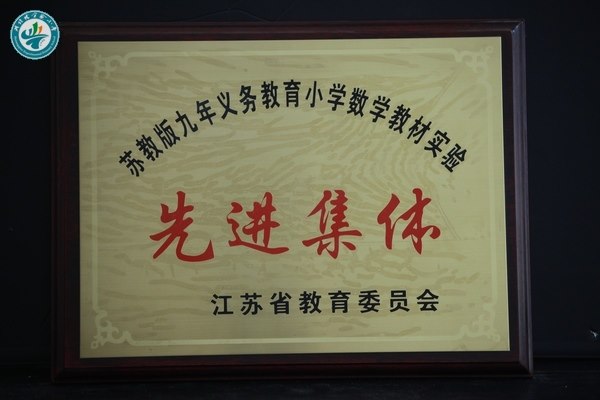 苏教版九年义务教育小学数学教材实验
先进集体
江苏省教育委员会